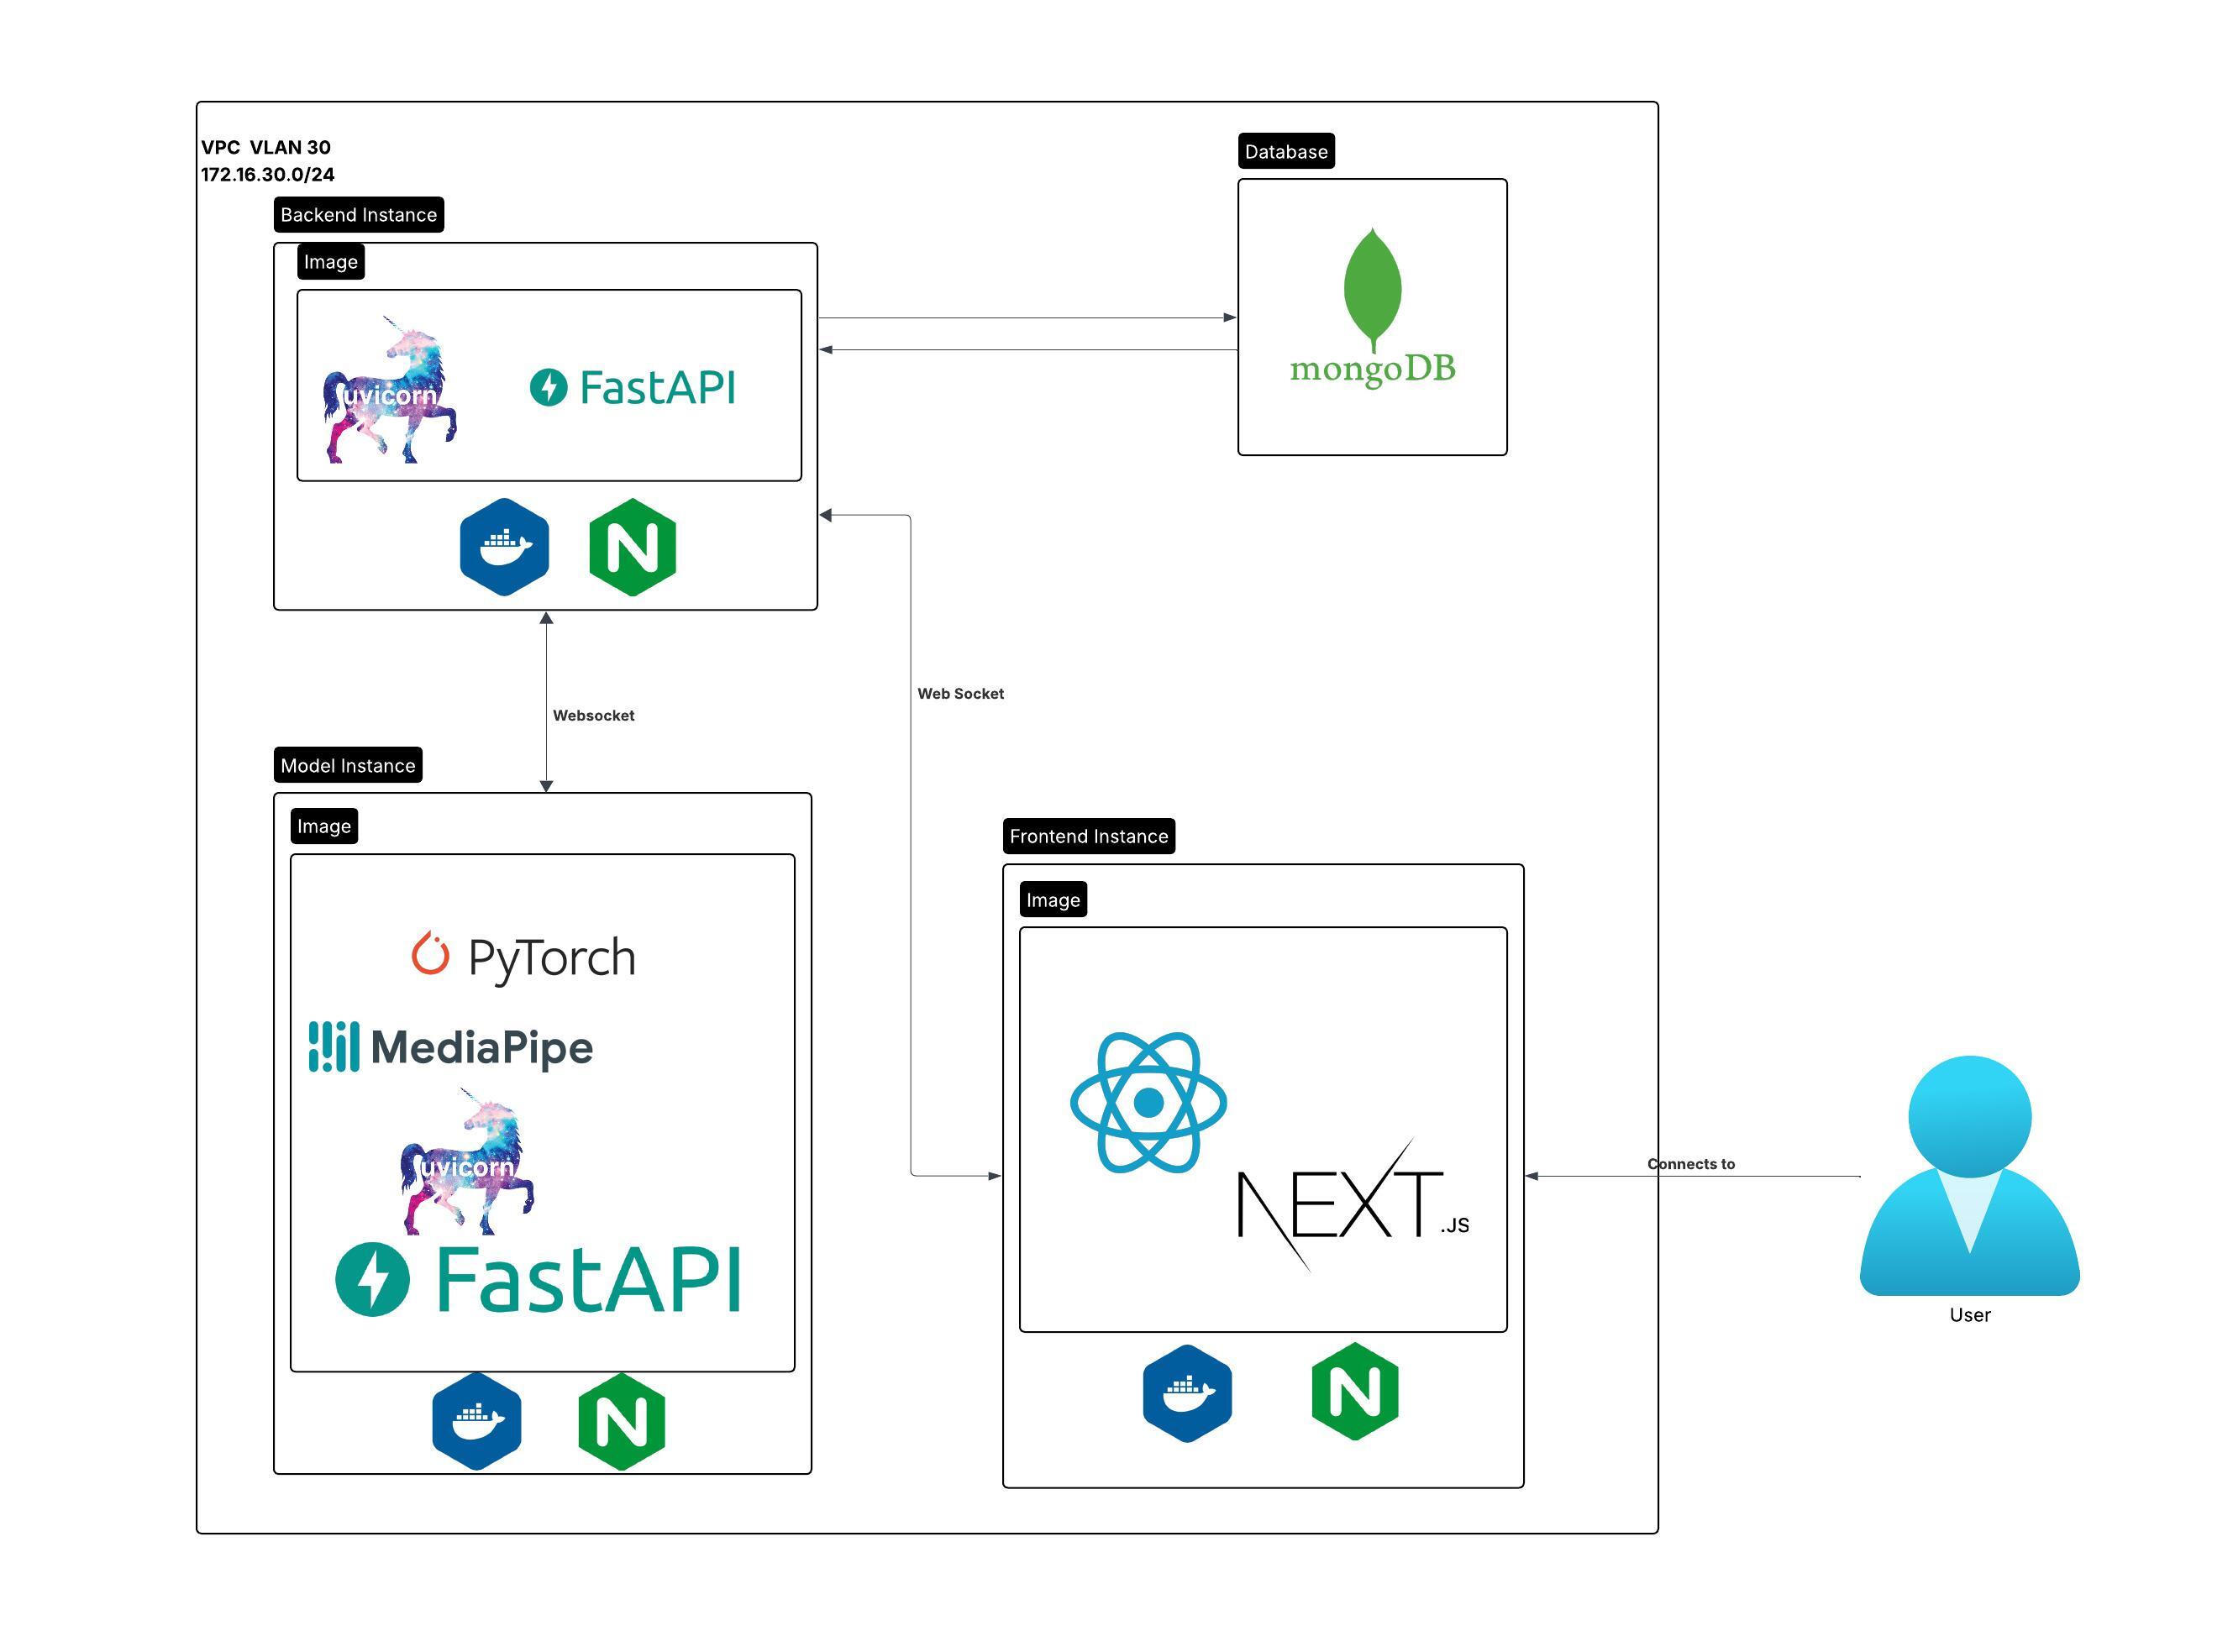 VPC VLAN 30
172.16.30.0/24
Database
Backend Instance
Image
uvicorn
FastAPI
mongoDB
N
Web Socket
Websocket
Model Instance
Image
PyTorch
MediaPipe
uvicorn
FastAPI
N
Frontend Instance
Image
NEXT.JS
N
Connects to
User